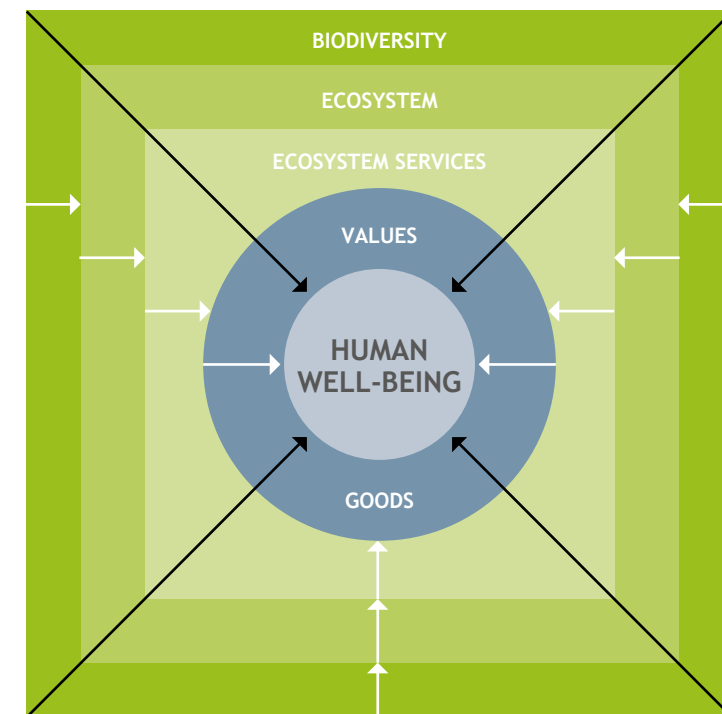 BIODIVERSITY
ECOSYSTEM
ECOSYSTEM SERVICES
VALUES
HUMAN
WELL-BEING
GOODS